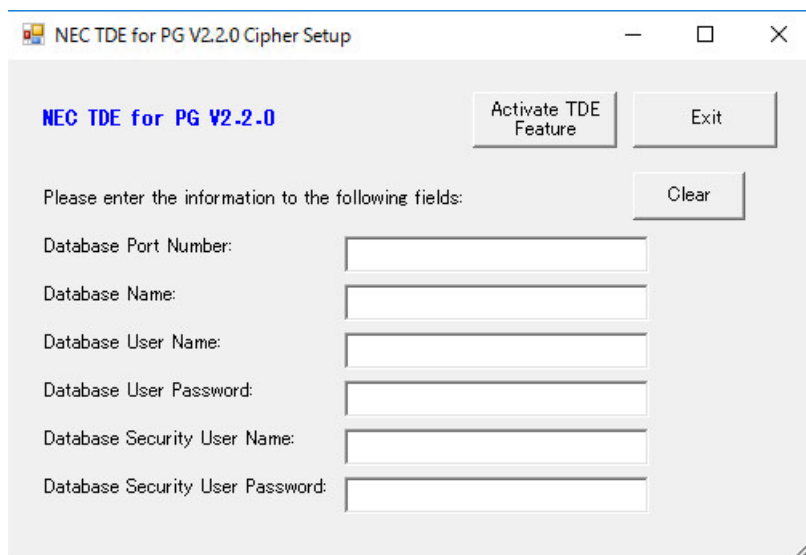 NEC TDE for PG V2.2.0 Cipher Setup
NEC TDE for PG V2.2.0
Activate TDE
Feature
Exit
Please enter the information to the following fields:
Clear
Database Port Number:
Database Name:
Database User Name:
Database User Password:
Database Security User Name:
Database Security User Password: